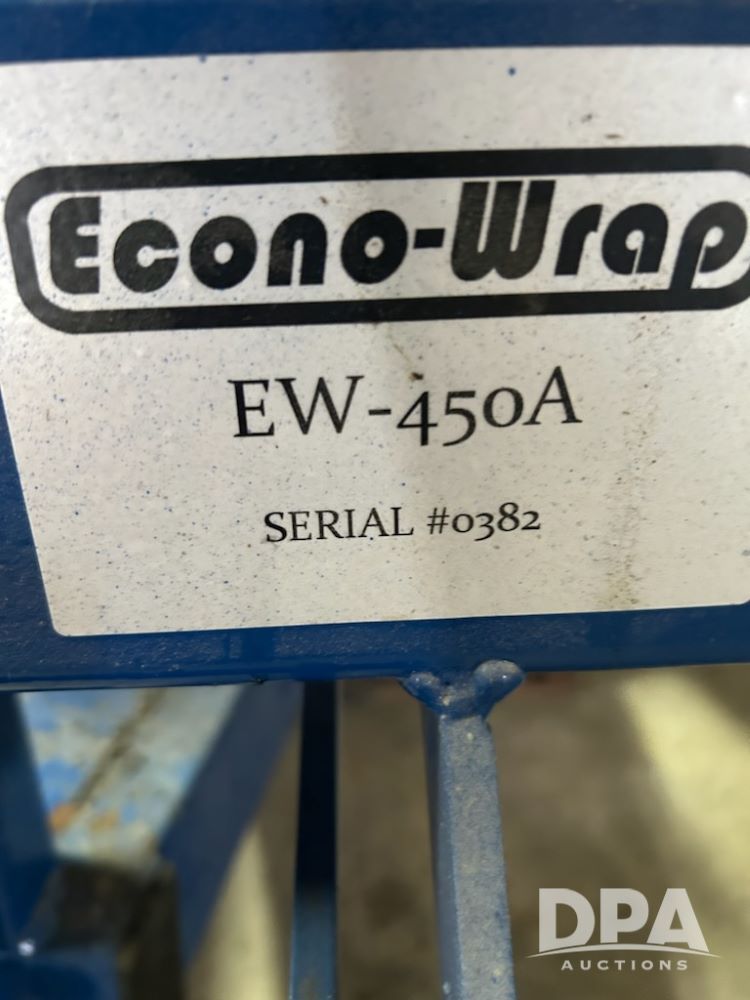 Econo-Wrap
EW-450A
SERIAL #0382
DPA
AUCTIONS